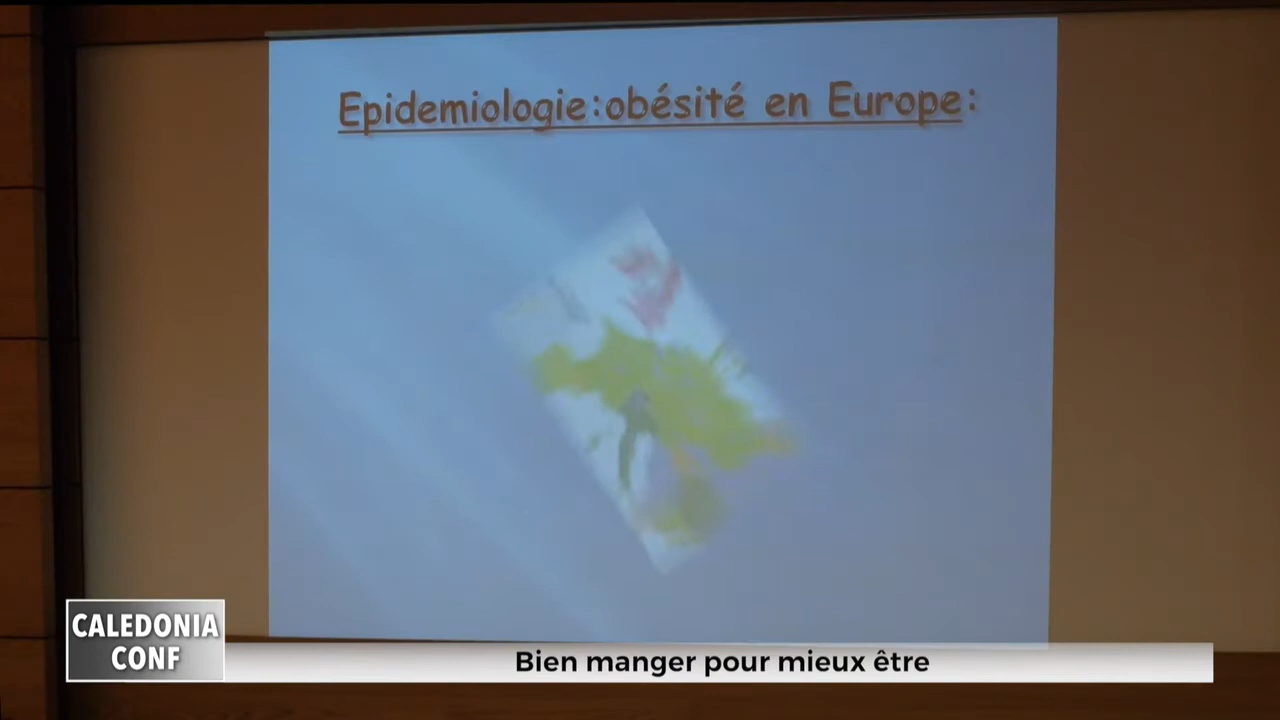 Epidemiologie:obésité en Europe:
CALEDONIA
CONF
Bien manger pour mieux être